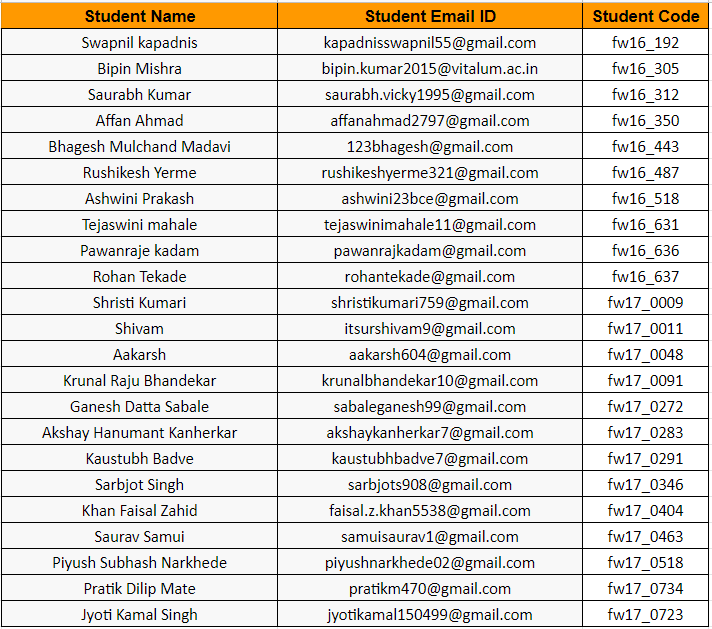 Student Name Student Email ID Student Code
Swapnil kapadnis kapadnisswapnil55@gmail.com fw16_192
Bipin Mishra bipin.kumar2015@vitalum.ac.in fw16_305
Saurabh Kumar saurabh.vicky1995@gmail.com fw16_312
Affan Ahmad affanahmad2797@gmail.com fw16_350
Bhagesh Mulchand Madavi 123bhagesh@gmail.com fw16_443
Rushikesh Yerme rushikeshyerme321@gmail.com fw16_487
Ashwini Prakash ashwini23bce@gmail.com fw16_518
Tejaswini mahale tejaswinimahale11@gmail.com fw16_631
Pawanraje kadam pawanrajkadam@gmail.com fw16_636
Rohan Tekade rohantekade@gmail.com fw16_637
Shristi Kumari shristikumari759@gmail.com fw17_0009
Shivam itsurshivam9@gmail.com fw17_0011
Aakarsh aakarsh604@gmail.com fw17_0048
Krunal Raju Bhandekar krunalbhandekar10@gmail.com fw17_0091
Ganesh Datta Sabale sabaleganesh99@gmail.com fw17_0272
Akshay Hanumant Kanherkar akshaykanherkar7@gmail.com fw17_0283
Kaustubh Badve kaustubhbadve7@gmail.com fw17_0291
Sarbjot Singh sarbjots908@gmail.com fw17_0346
Khan Faisal Zahid faisal.z.khan5538@gmail.com fw17_0404
Saurav Samui samuisaurav1@gmail.com fw17_0463
Piyush Subhash Narkhede piyushnarkhede02@gmail.com fw17_0518
Pratik Dilip Mate pratikm470@gmail.com fw17_0734
Jyoti Kamal Singh jyotikamal150499@gmail.com fw17_0723